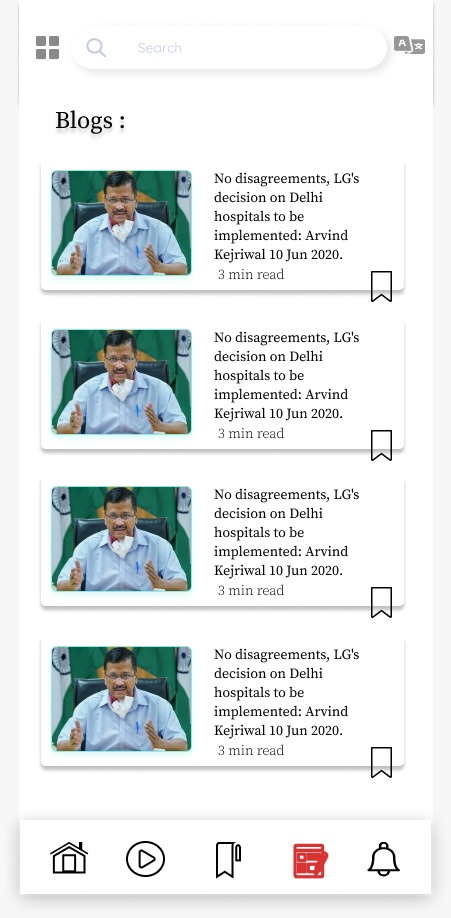 Search
A
Blogs :
No disagreements, LG's
decision on Delhi
hospitals to be
implemented: Arvind
Kejriwal 10 Jun 2020.
3 min read
No disagreements, LG's
decision on Delhi
hospitals to be
implemented: Arvind
Kejriwal 10 Jun 2020.
3 min read
No disagreements, LG's
decision on Delhi
hospitals to be
implemented: Arvind
Kejriwal 10 Jun 2020.
3 min read
No disagreements, LG's
decision on Delhi
hospitals to be
implemented: Arvind
Kejriwal 10 Jun 2020.
3 min read